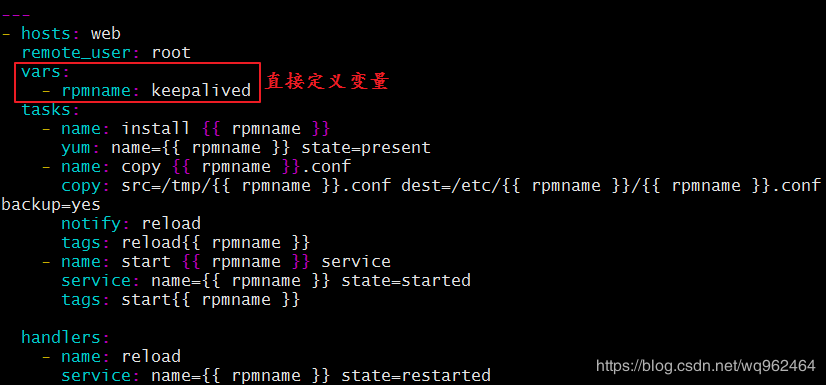 ---
- hosts: web
  remote_user: root
  vars:
    - rpmname: keepalived
直接定义变量
  tasks:
    - name: install {{ rpmname }}
      yum: name={{ rpmname }} state=present
    - name: copy {{ rpmname }}.conf
      copy: src=/tmp/{{ rpmname }}.conf dest=/etc/{{ rpmname }}/{{ rpmname }}.conf
backup=yes
      notify: reload
      tags: reload{{ rpmname }}
    - name: start {{ rpmname }} service
      service: name={{ rpmname }} state=started
      tags: start{{ rpmname }}
  handlers:
    - name: reload
      service: name={{ rpmname }} state=restarted
https://blog.csdn.net/wq962464